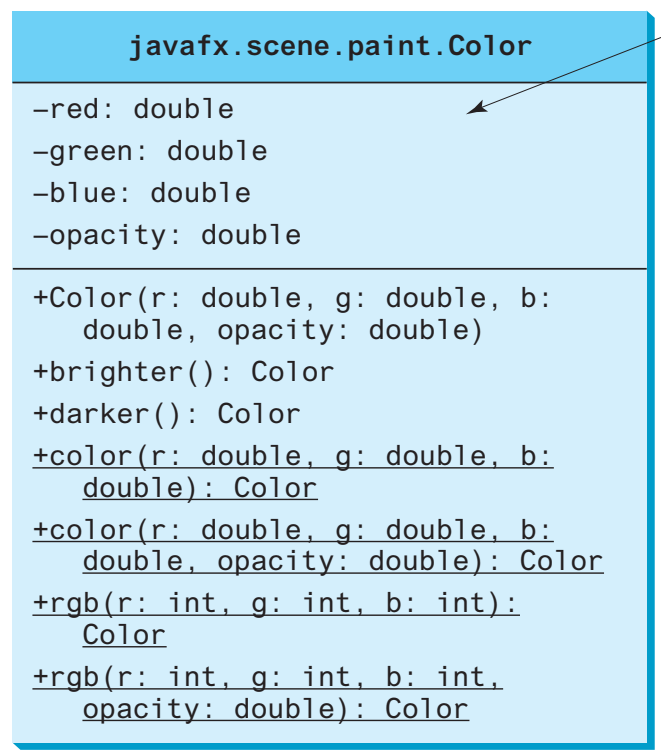 javafx.scene.paint.Color
–red: double
–green: double
–blue: double
–opacity: double
+Color(r: double, g: double, b:
double, opacity: double)
+brighter(): Color
+darker(): Color
+color(r: double, g: double, b:
double): Color
+color(r: double, g: double, b:
double, opacity: double): Color
+rgb(r: int, g: int, b: int):
Color
+rgb(r: int, g: int, b: int,
opacity: double): Color